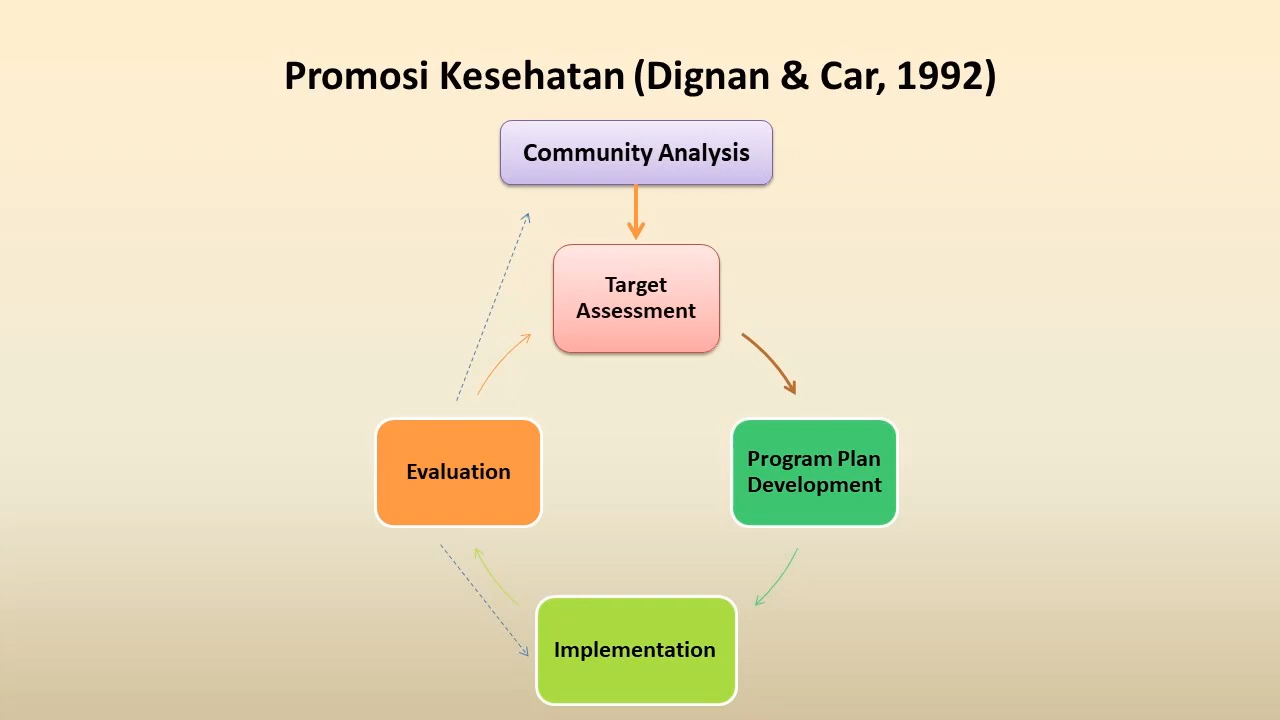 Promosi Kesehatan (Dignan & Car, 1992)
Community Analysis
Target
Assessment
Evaluation
Program Plan
Development
Implementation